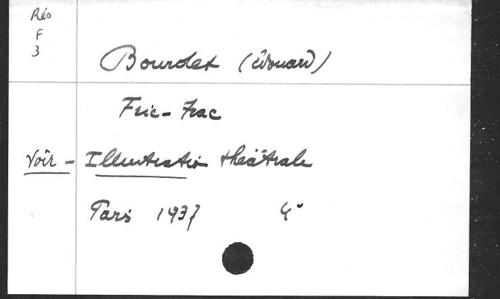 Rés
F
3
Bourdet (Édouard)
Fric-Frac
Voir - Illustration théâtrale
Paris 1937 4°